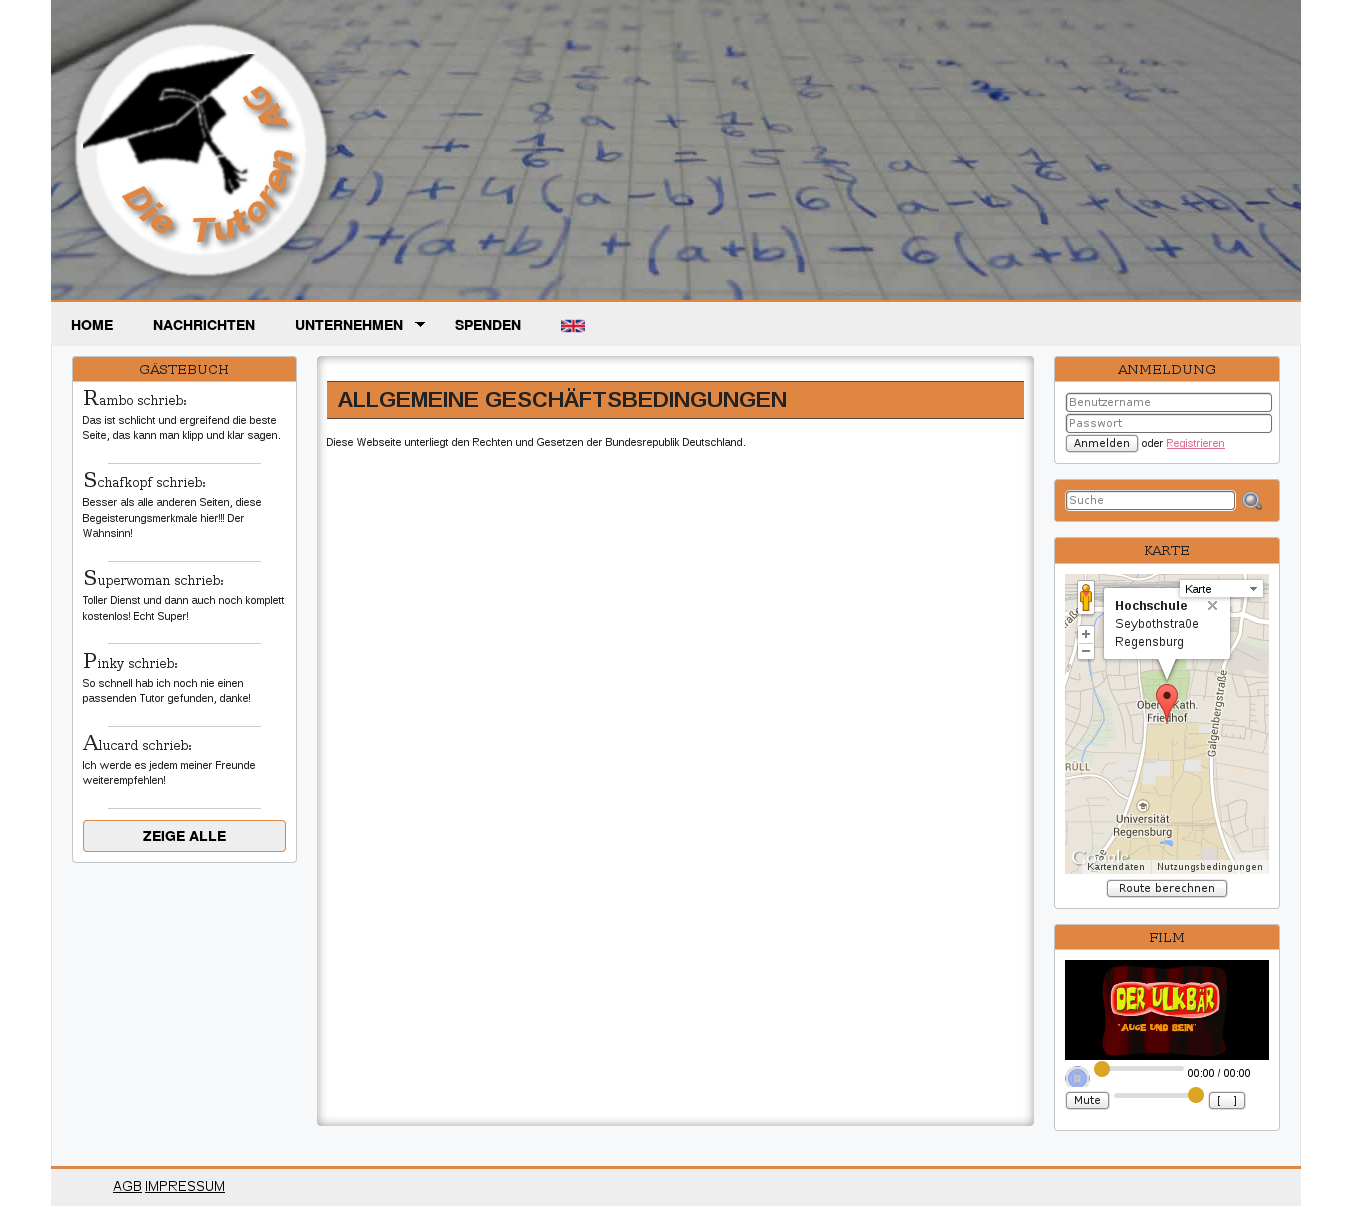 Die Tutoren AG
HOME NACHRICHTEN UNTERNEHMEN SPENDEN
GÄSTEBUCH
Rambo schrieb:
Das ist schlicht und ergreifend die beste
Seite, das kann man klipp und klar sagen.
Schafkopf schrieb:
Besser als alle anderen Seiten, diese
Begeisterungsmerkmale hier!!! Der
Wahnsinn!
Superwoman schrieb:
Toller Dienst und dann auch noch komplett
kostenlos! Echt Super!
Pinky schrieb:
So schnell hab ich noch nie einen
passenden Tutor gefunden, danke!
Alucard schrieb:
Ich werde es jedem meiner Freunde
weiterempfehlen!
ZEIGE ALLE
ALLGEMEINE GESCHÄFTSBEDINGUNGEN
Diese Webseite unterliegt den Rechten und Gesetzen der Bundesrepublik Deutschland.
ANMELDUNG
Benutzername
Passwort
Anmelden oder Registrieren
Suche
KARTE
Karte
Hochschule
Seybothstra0e
Regensburg
Kath.
Galgenbergstraße
RÜLL
Universität
Regensburg
Google
Kartendaten Nutzungsbedingungen
Route berechnen
FILM
DER ULKBÄR
"AUGE UND BEIN"
00:00 / 00:00
Mute [ ]
AGB IMPRESSUM